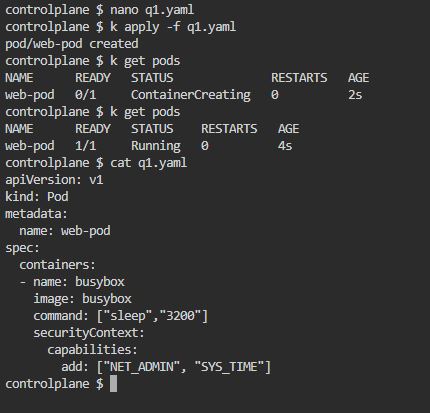 controlplane $ nano q1.yaml
controlplane $ k apply -f q1.yaml
pod/web-pod created
controlplane $ k get pods
NAME      READY   STATUS              RESTARTS   AGE
web-pod   0/1     ContainerCreating   0          2s
controlplane $ k get pods
NAME      READY   STATUS    RESTARTS   AGE
web-pod   1/1     Running   0          4s
controlplane $ cat q1.yaml
apiVersion: v1
kind: Pod
metadata:
  name: web-pod
spec:
  containers:
  - name: busybox
    image: busybox
    command: ["sleep","3200"]
    securityContext:
      capabilities:
        add: ["NET_ADMIN", "SYS_TIME"]
controlplane $